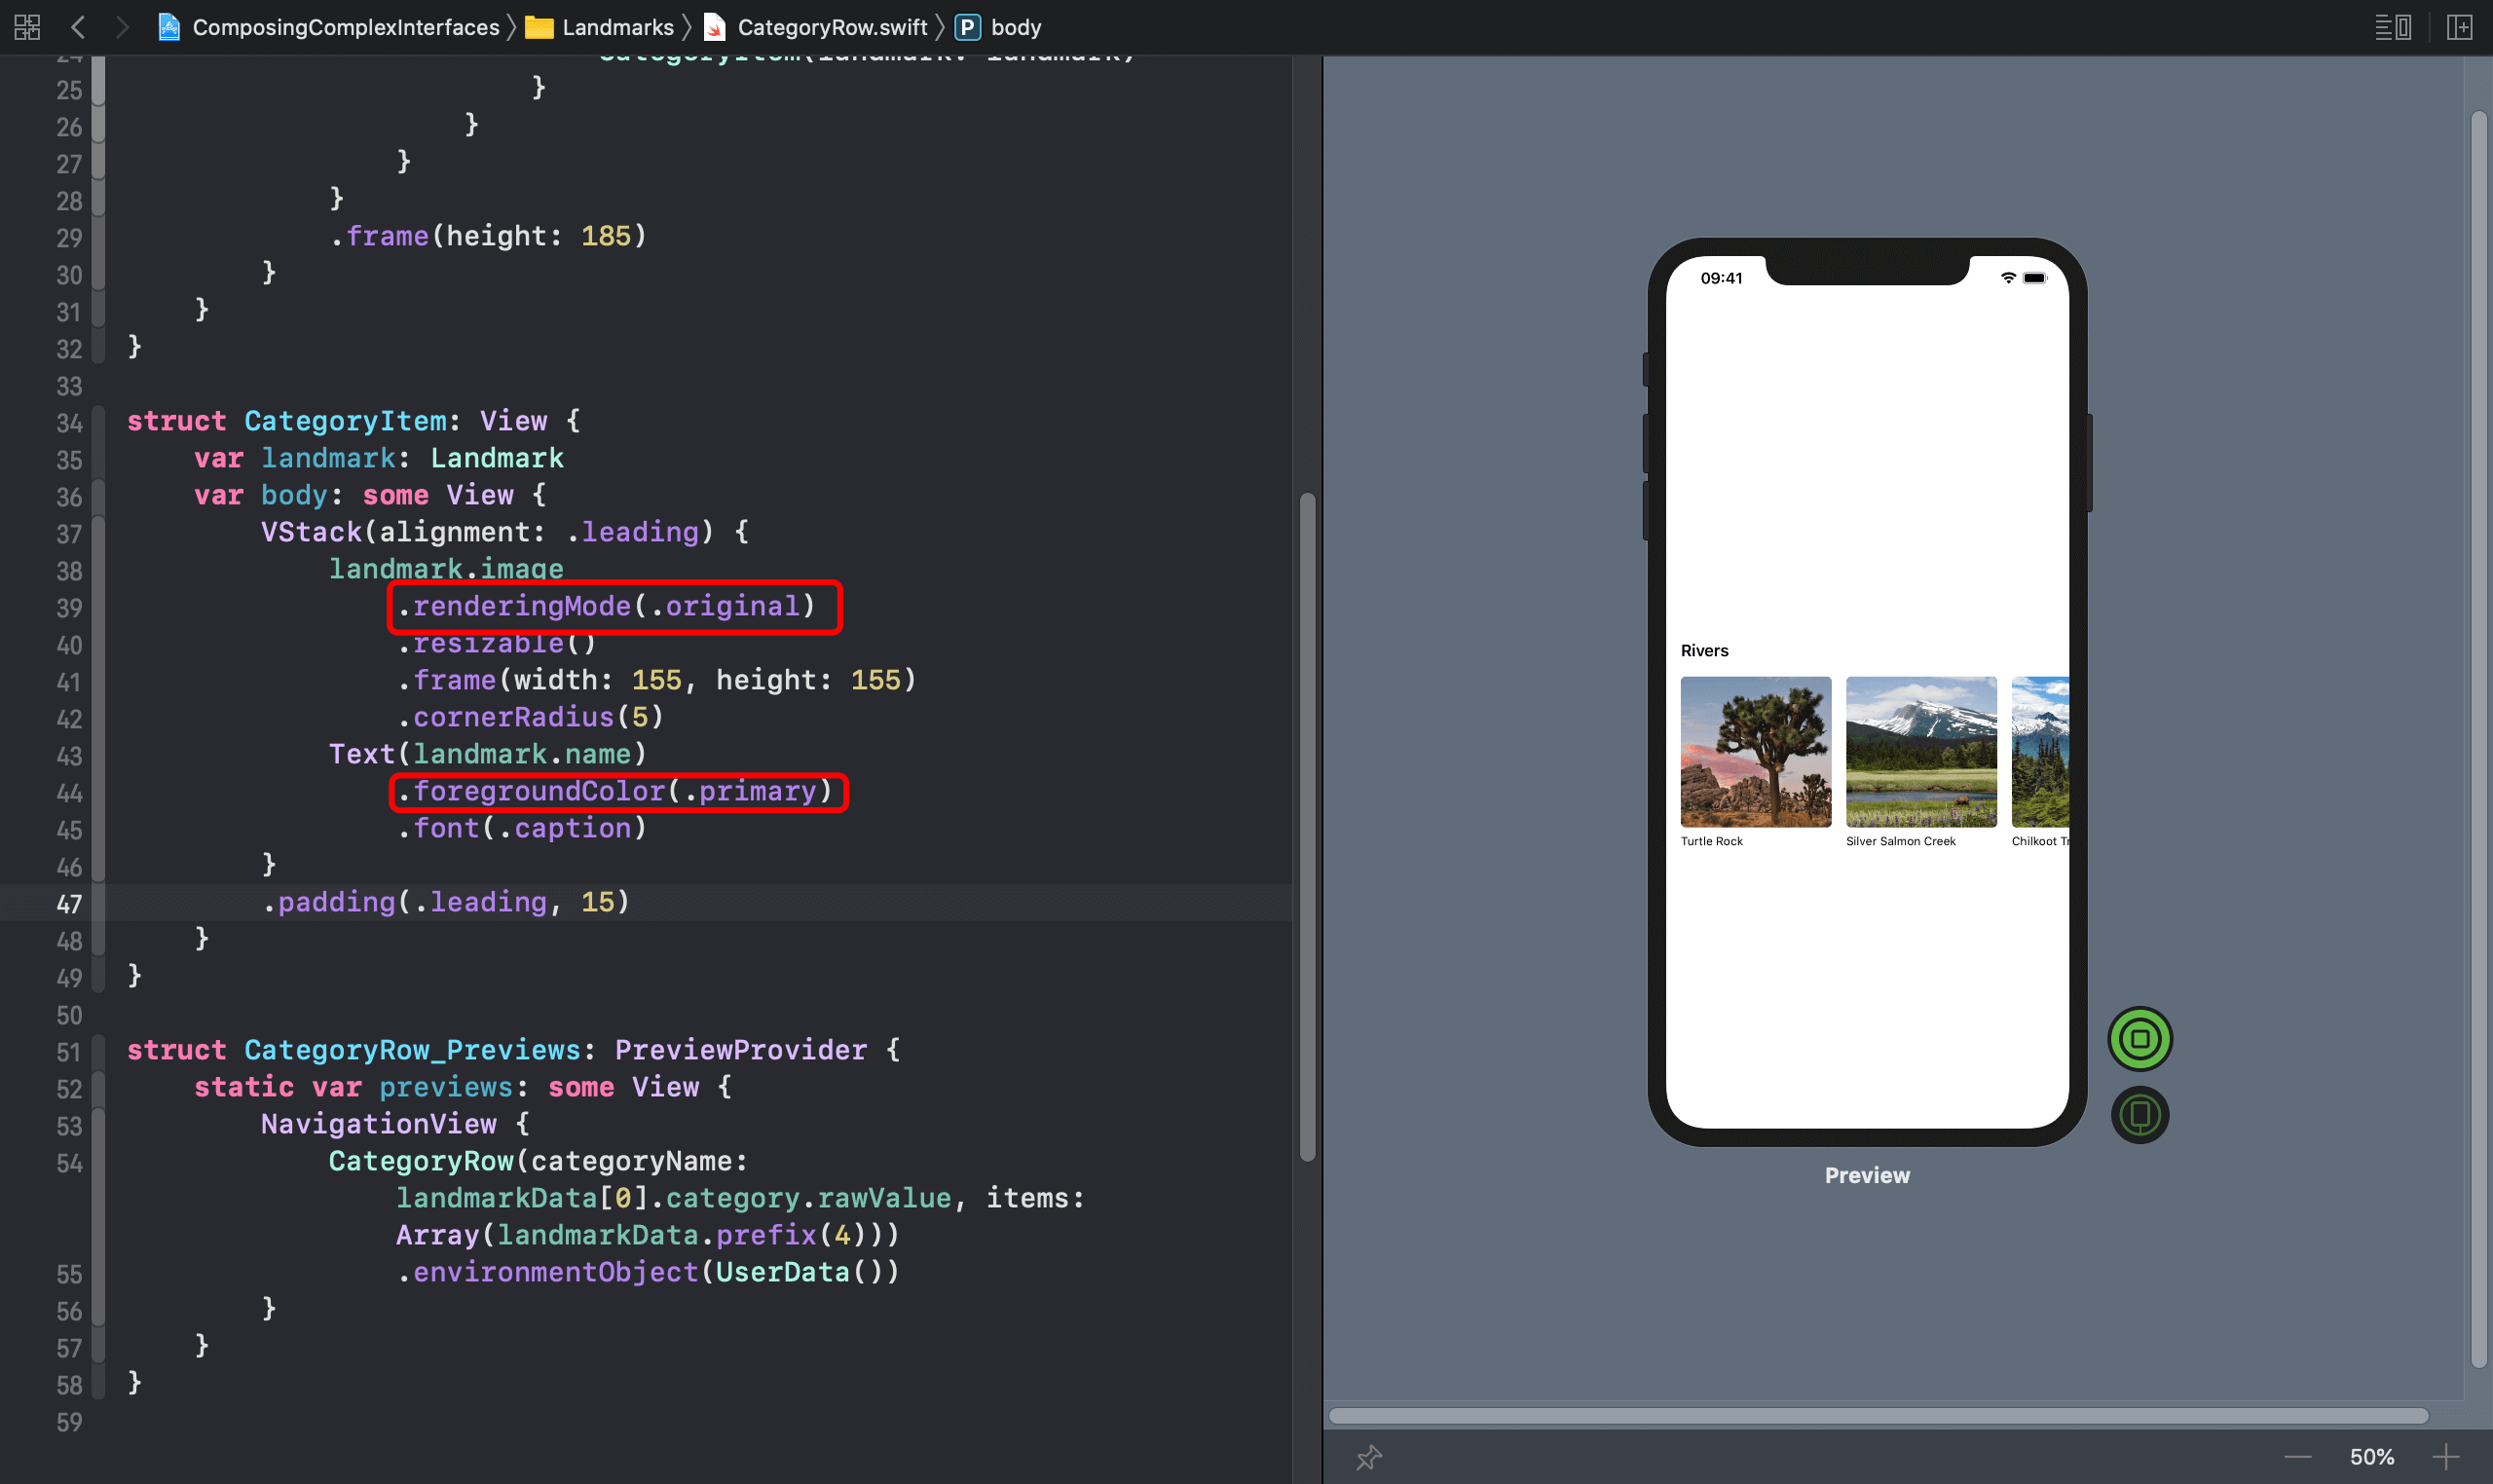 ComposingComplexInterfaces
Landmarks
CategoryRow.swift
P body
24 CategoryItem(landmark: landmark)
25 }
26 }
27 }
28 }
29 .frame(height: 185)
30 }
31 }
32 }
33
34 struct CategoryItem: View {
35 var landmark: Landmark
36 var body: some View {
37 VStack(alignment: .leading) {
38 landmark.image
39 .renderingMode(.original)
40 .resizable()
41 .frame(width: 155, height: 155)
42 .cornerRadius(5)
43 Text(landmark.name)
44 .foregroundColor(.primary)
45 .font(.caption)
46 }
47 .padding(.leading, 15)
48 }
49 }
50
51 struct CategoryRow_Previews: PreviewProvider {
52 static var previews: some View {
53 NavigationView {
54 CategoryRow(categoryName:
landmarkData[0].category.rawValue, items:
Array(landmarkData.prefix(4)))
55 .environmentObject(UserData())
56 }
57 }
58 }
59
09:41
Rivers
Turtle Rock
Silver Salmon Creek
Chilkoot Tr
Preview
50%